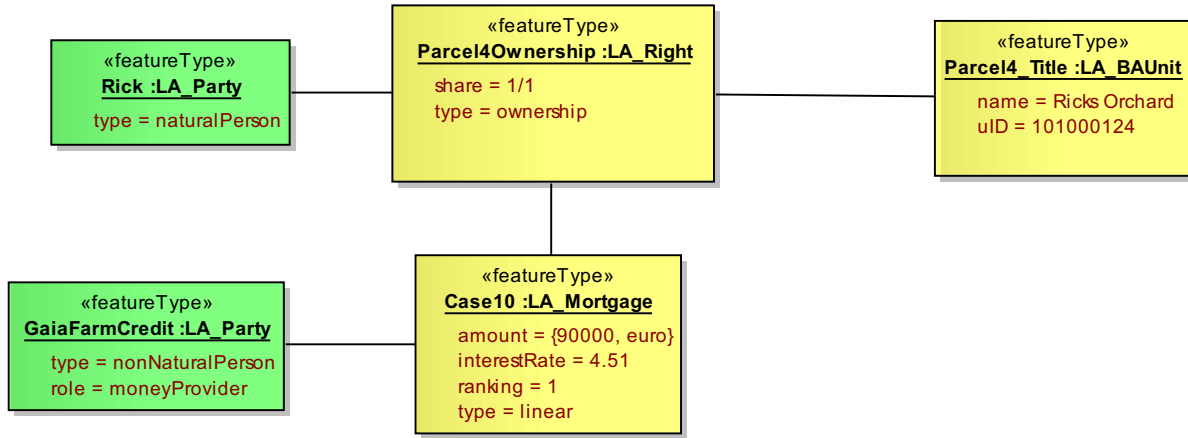 «featureType»
Rick :LA_Party
type = naturalPerson
«featureType»
Parcel4Ownership :LA_Right
share = 1/1
type = ownership
«featureType»
Parcel4_Title :LA_BAUnit
name = Ricks Orchard
uID = 101000124
«featureType»
GaiaFarmCredit :LA_Party
type = nonNaturalPerson
role = moneyProvider
«featureType»
Case10 :LA_Mortgage
amount = {90000, euro}
interestRate = 4.51
ranking = 1
type = linear